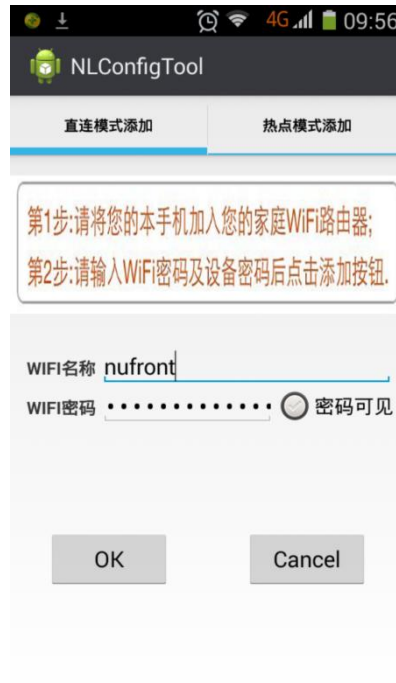 4G 09:56
NLConfigTool
直连模式添加 热点模式添加
第1步:请将您的本手机加入您的家庭WiFi路由器;
第2步:请输入WiFi密码及设备密码后点击添加按钮.
WIFI名称 nufront
WIFI密码 ············· 密码可见
OK Cancel